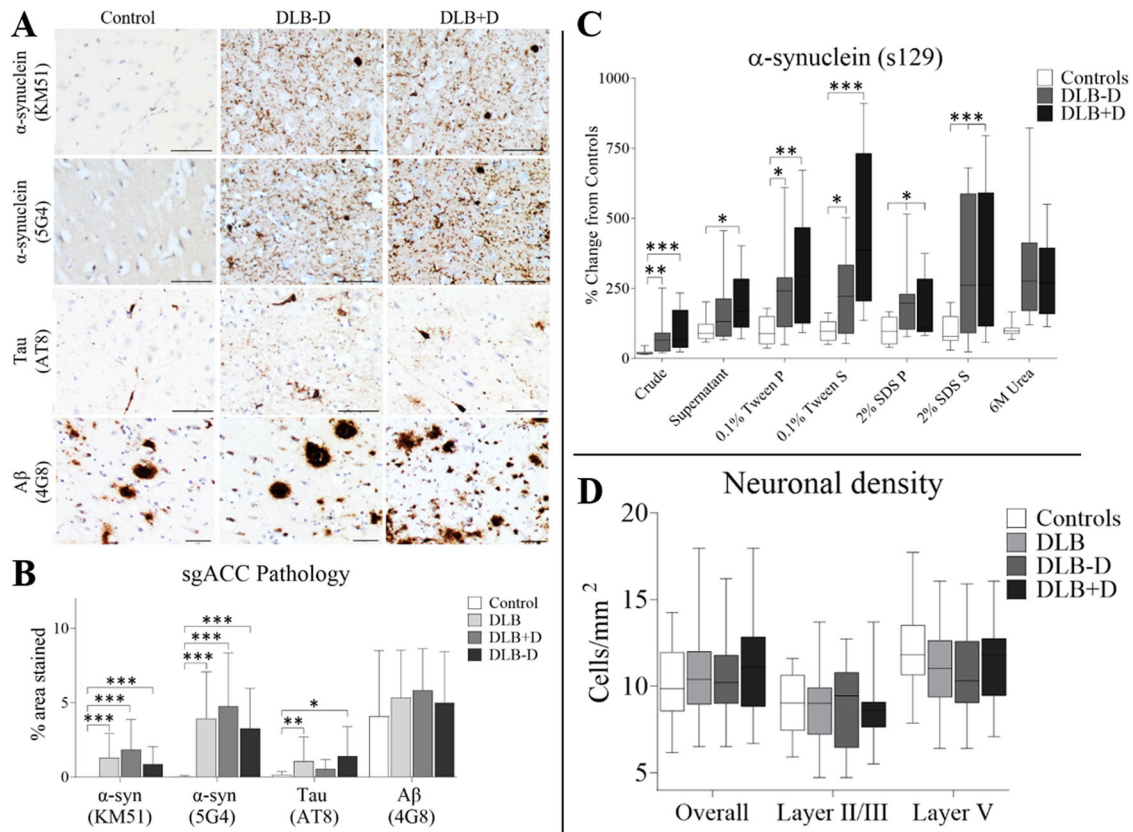 A
Control
DLB-D
DLB+D
α-synuclein
(KM51)
α-synuclein
(5G4)
Tau
(AT8)
Aβ
(4G8)
B
sgACC Pathology
% area stained
10
5
0
Control
DLB
DLB+D
DLB-D
***
***
***
***
***
***
**
*
α-syn
(KM51)
α-syn
(5G4)
Tau
(AT8)
Aβ
(4G8)
C
α-synuclein (s129)
% Change from Controls
1000
750
500
250
0
Controls
DLB-D
DLB+D
***
**
*
**
*
***
*
*
***
Crude
Supernatant
0.1% Tween P
0.1% Tween S
2% SDS P
2% SDS S
6M Urea
D
Neuronal density
Cells/mm²
20
15
10
5
Controls
DLB
DLB-D
DLB+D
Overall
Layer II/III
Layer V